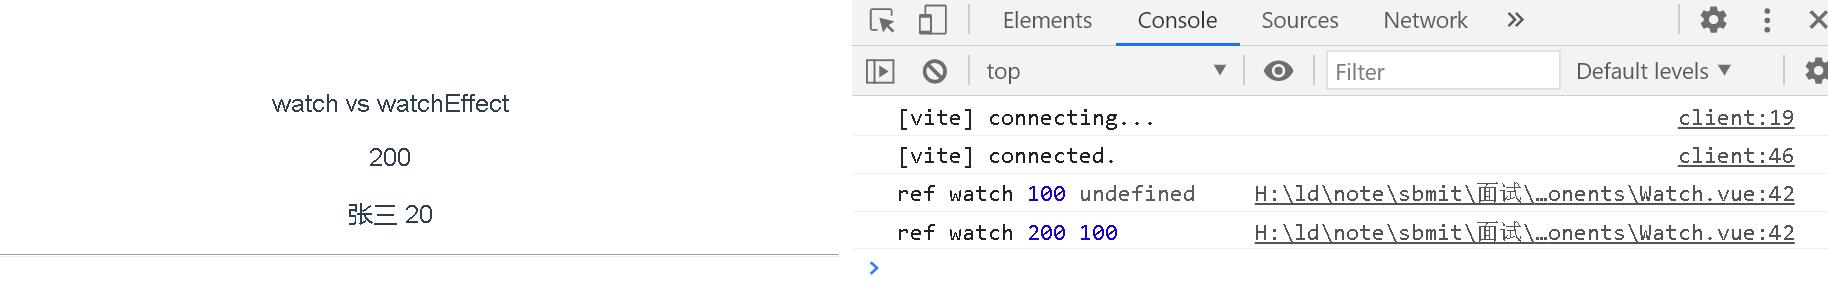 watch vs watchEffect
200
张三 20
Elements Console Sources Network »
top Filter Default levels
[vite] connecting... client:19
[vite] connected. client:46
ref watch 100 undefined H:\ld\note\sbmit\面试\…onents\Watch.vue:42
ref watch 200 100 H:\ld\note\sbmit\面试\…onents\Watch.vue:42